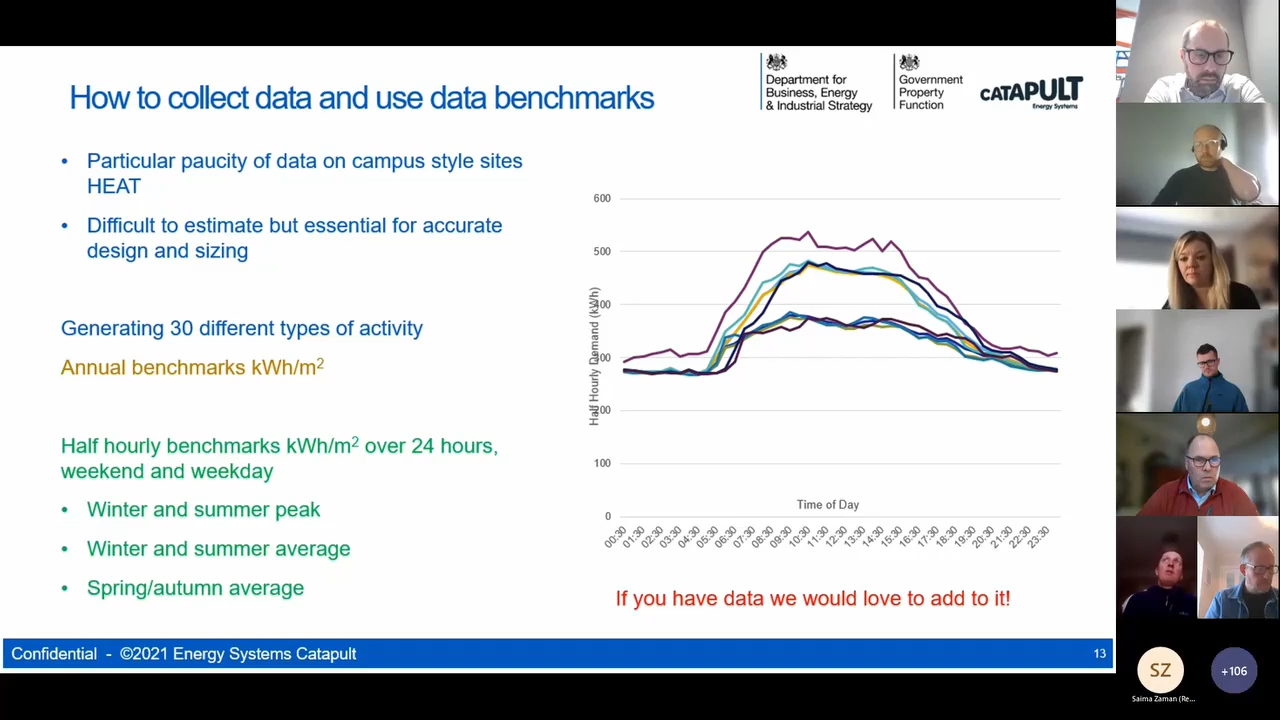 How to collect data and use data benchmarks
Department for
Business, Energy
& Industrial Strategy
Government
Property
Function
CATAPULT
Energy Systems
• Particular paucity of data on campus style sites
HEAT
• Difficult to estimate but essential for accurate
design and sizing
Generating 30 different types of activity
Annual benchmarks kWh/m²
Half hourly benchmarks kWh/m² over 24 hours,
weekend and weekday
• Winter and summer peak
• Winter and summer average
• Spring/autumn average
Half Hourly Demand (kWh)
600
500
400
300
200
100
0
Time of Day
00:30 01:30 02:30 03:30 04:30 05:30 06:30 07:30 08:30 09:30 10:30 11:30 12:30 13:30 14:30 15:30 16:30 17:30 18:30 19:30 20:30 21:30 22:30 23:30
If you have data we would love to add to it!
Confidential - ©2021 Energy Systems Catapult
13
SZ
Saima Zaman (Re...
+106